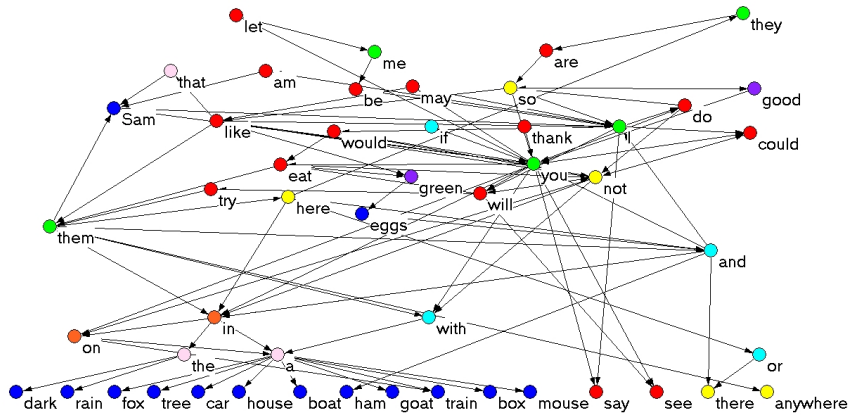 let
they
me
are
that
am
be
may
so
good
Sam
like
would
if
thank
I
do
could
eat
green
you
not
try
here
eggs
will
them
and
in
with
on
the
a
or
dark
rain
fox
tree
car
house
boat
ham
goat
train
box
mouse
say
see
there
anywhere